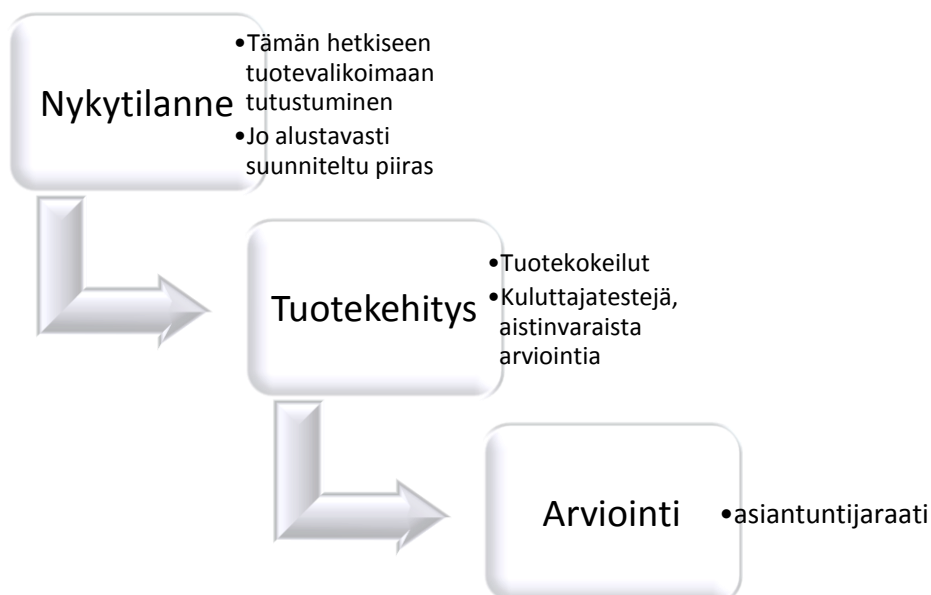 Nykytilanne
•Tämän hetkiseen
tuotevalikoimaan
tutustuminen
•Jo alustavasti
suunniteltu piiras
Tuotekehitys
•Tuotekokeilut
•Kuluttajatestejä,
aistinvaraista
arviointia
Arviointi
•asiantuntijaraati